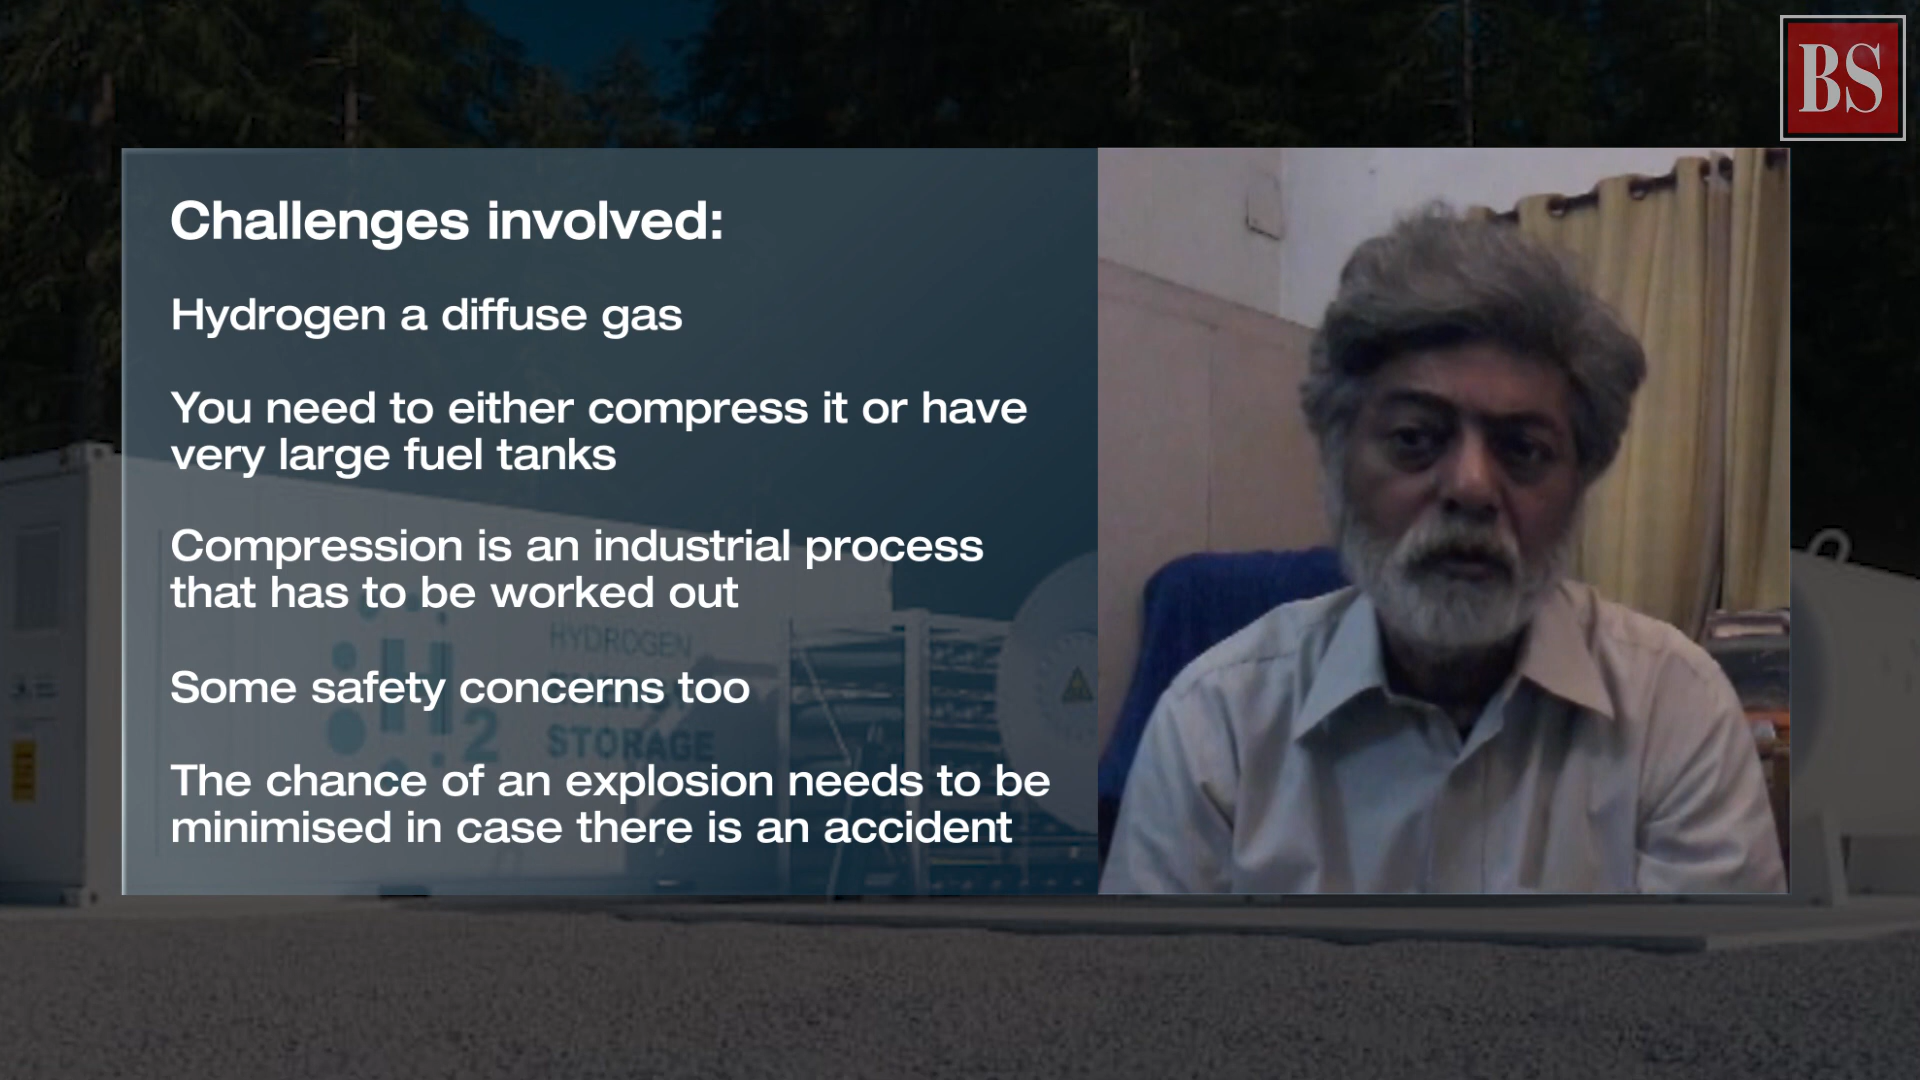 BS
Challenges involved:
Hydrogen a diffuse gas
You need to either compress it or have
very large fuel tanks
Compression is an industrial process
that has to be worked out
Some safety concerns too
The chance of an explosion needs to be
minimised in case there is an accident
HYDROGEN
H2
STORAGE